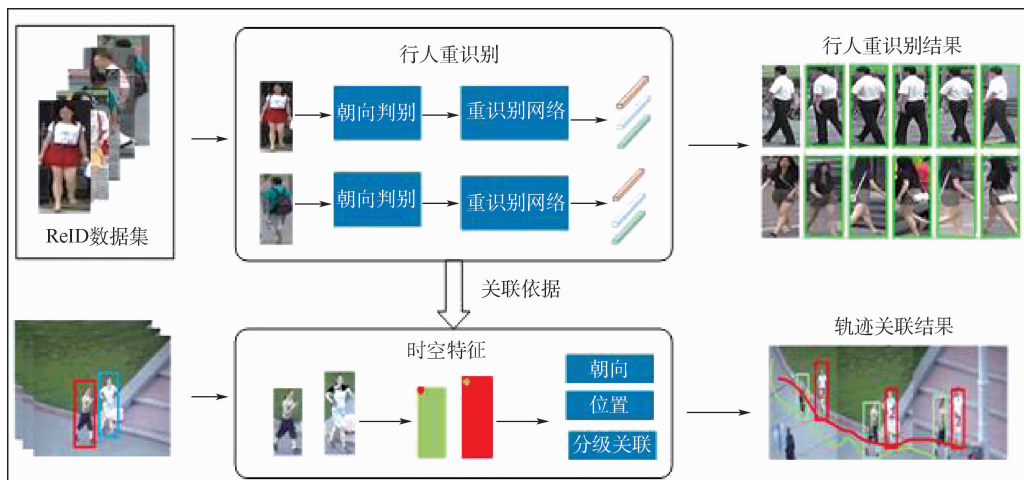 行人重识别
行人重识别结果
朝向判别
重识别网络
朝向判别
重识别网络
ReID数据集
关联依据
时空特征
轨迹关联结果
朝向
位置
分级关联